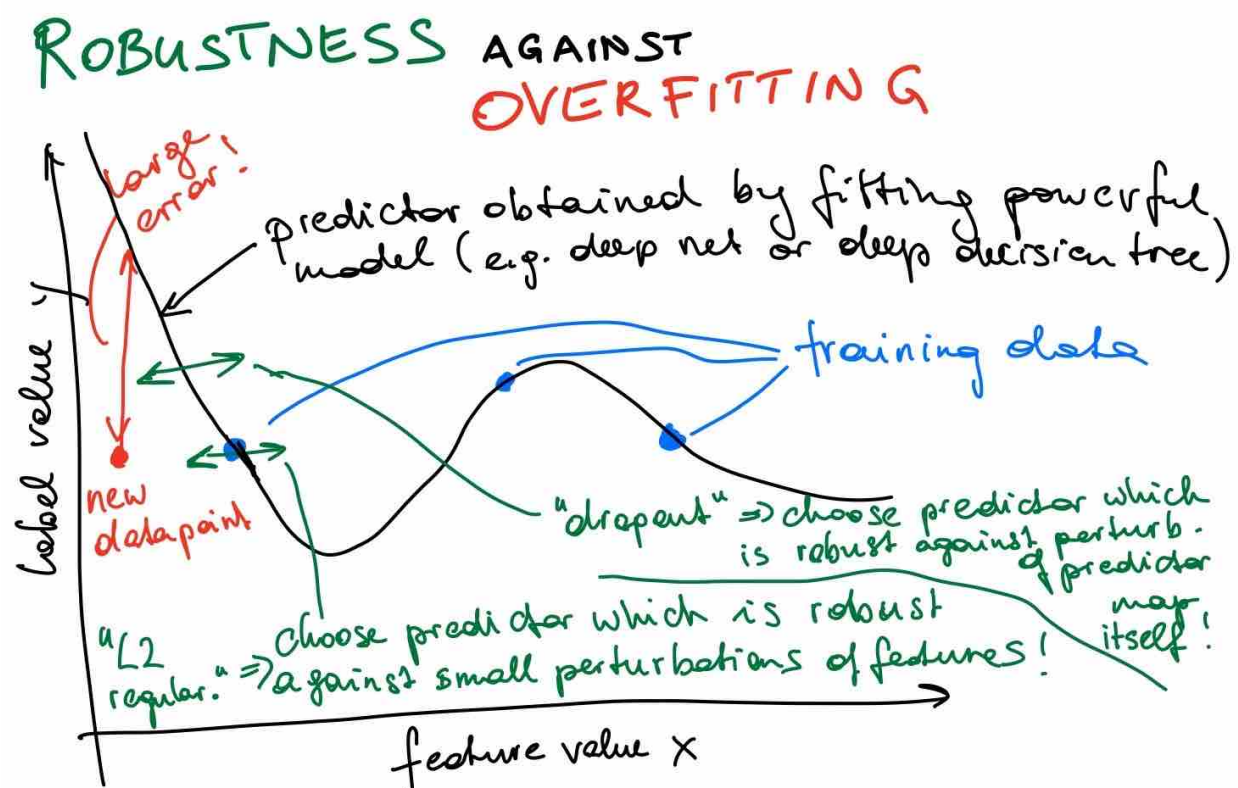 ROBUSTNESS AGAINST
OVERFITTING
large
error!
predictor obtained by fitting powerful
model (e.g. deep net or deep decision tree)
label value y
training data
new
datapoint
"dropout" => choose predictor which
is robust against perturb.
of predictor
map
itself!
"L2
regular." => choose predictor which is robust
against small perturbations of features!
feature value x